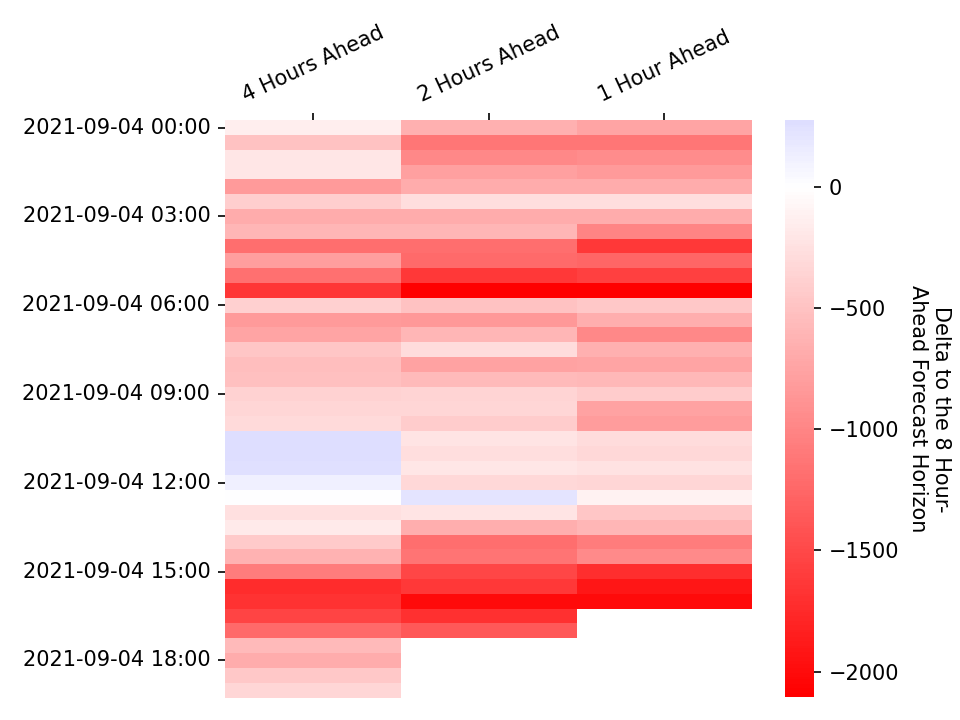 4 Hours Ahead
2 Hours Ahead
1 Hour Ahead
2021-09-04 00:00
2021-09-04 03:00
2021-09-04 06:00
2021-09-04 09:00
2021-09-04 12:00
2021-09-04 15:00
2021-09-04 18:00
0
−500
−1000
−1500
−2000
Delta to the 8 Hour-
Ahead Forecast Horizon